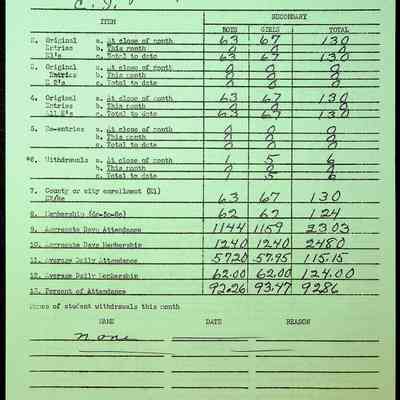 SECONDARY
ITEM BOYS GIRLS TOTAL
2. Original a. At close of month 63 67 130
Entries b. This month 0 0 0
E1's c. Total to date 63 67 130
3. Original a. At close of month 0 0 0
Entries b. This month 0 0 0
E 2's c. Total to date 0 0 0
4. Original a. At close of month 63 67 130
Entries b. This month 0 0 0
All E's c. Total to date 63 67 130
5. Re-entries a. At close of month 0 0 0
b. This month 0 0 0
c. Total to date 0 0 0
*6. Withdrawals a. At close of month 1 5 6
b. This month 0 0
c. Total to date 5 6
7. County or city enrollment (E1) 63 67 130
8. Membership 62 62 124
9. Aggregate Days Attendance 1144 1159 2303
10. Aggregate Days Membership 1240 1240 2480
11. Average Daily Attendance 57.20 57.95 115.15
12. Average Daily Membership 62.00 62.00 124.00
13. Percent of Attendance 92.26 93.47 92.86
Names of student withdrawals this month
NAME DATE REASON
none